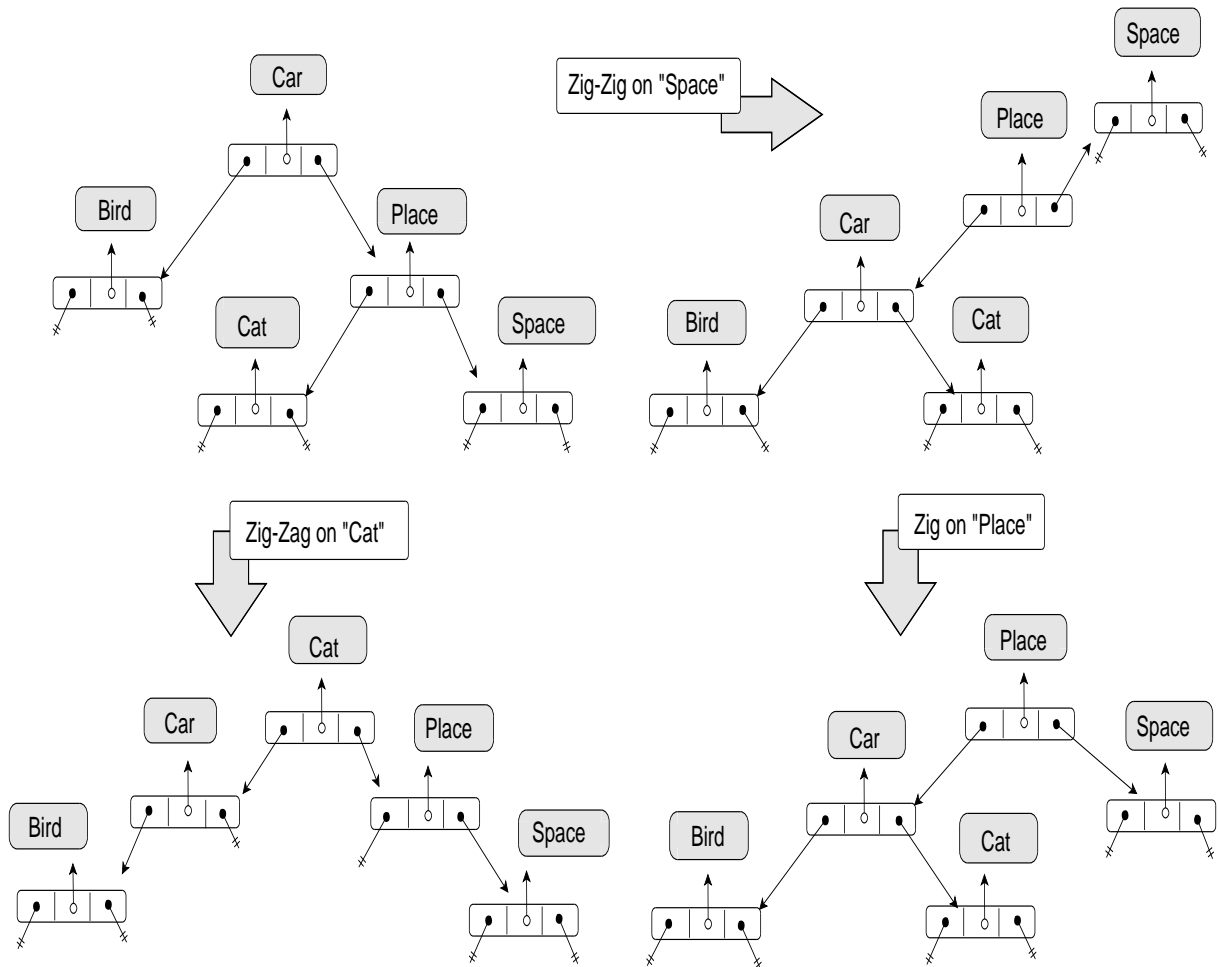 Car
Bird
Place
Cat
Space
Zig-Zig on "Space"
Space
Place
Car
Bird
Cat
Zig-Zag on "Cat"
Cat
Car
Place
Bird
Space
Zig on "Place"
Place
Car
Space
Bird
Cat